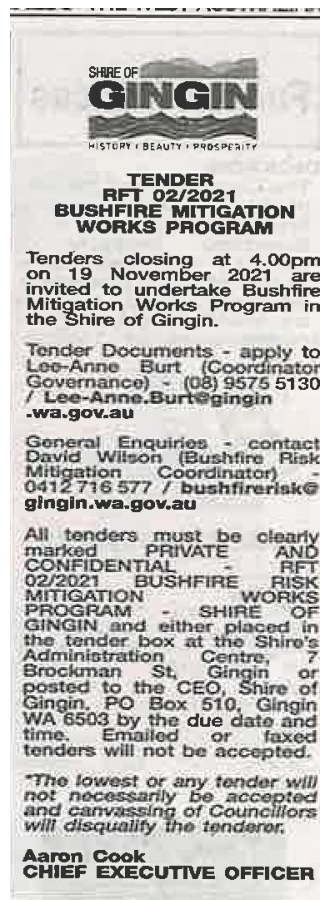 SHIRE OF
GINGIN
HISTORY | BEAUTY | PROSPERITY
TENDER
RFT 02/2021
BUSHFIRE MITIGATION
WORKS PROGRAM
Tenders closing at 4.00pm
on 19 November 2021 are
invited to undertake Bushfire
Mitigation Works Program in
the Shire of Gingin.
Tender Documents - apply to
Lee-Anne Burt (Coordinator
Governance) - (08) 9575 5130
/ Lee-Anne.Burt@gingin
.wa.gov.au
General Enquiries - contact
David Wilson (Bushfire Risk
Mitigation Coordinator) -
0412 716 577 / bushfirerisk@
gingin.wa.gov.au
All tenders must be clearly
marked PRIVATE AND
CONFIDENTIAL - RFT
02/2021 BUSHFIRE RISK
MITIGATION WORKS
PROGRAM - SHIRE OF
GINGIN and either placed in
the tender box at the Shire's
Administration Centre, 7
Brockman St, Gingin or
posted to the CEO, Shire of
Gingin, PO Box 510, Gingin
WA 6503 by the due date and
time. Emailed or faxed
tenders will not be accepted.
"The lowest or any tender will
not necessarily be accepted
and canvassing of Councillors
will disqualify the tenderer.
Aaron Cook
CHIEF EXECUTIVE OFFICER